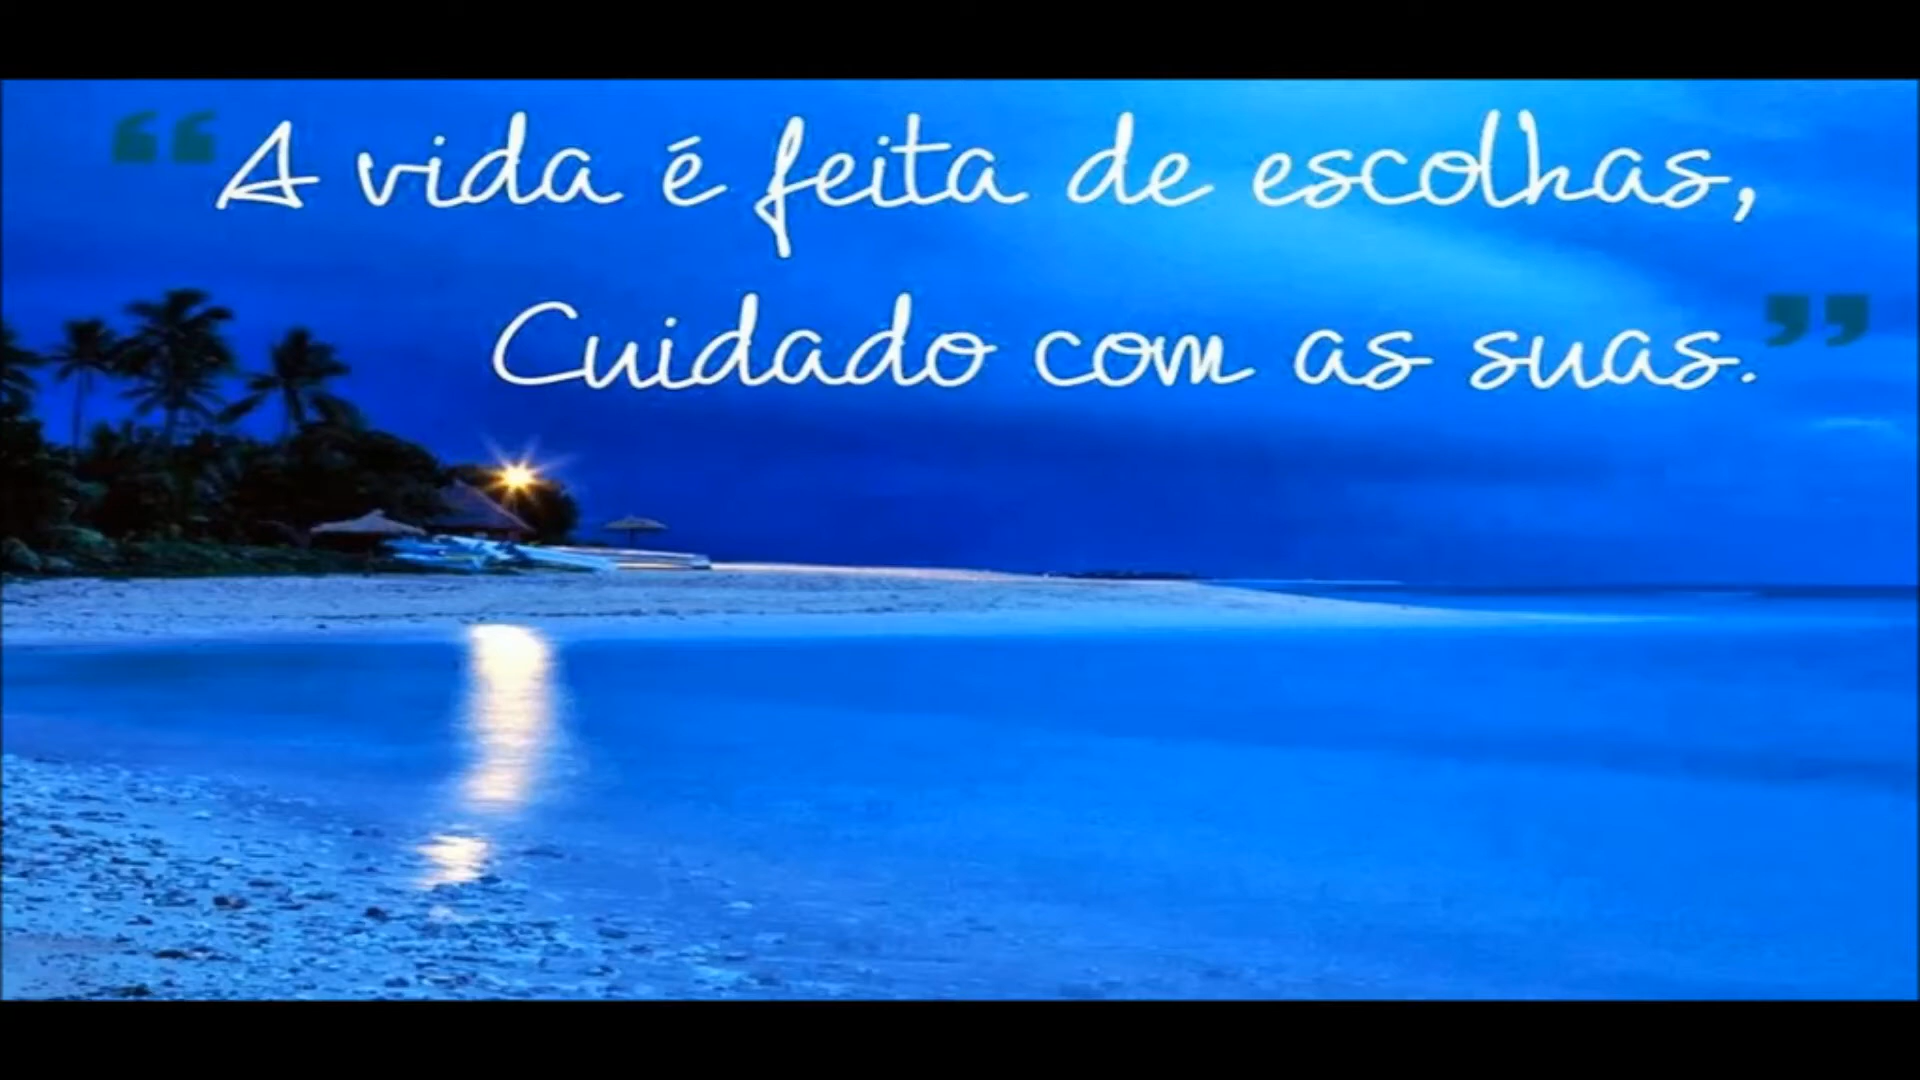 “A vida é feita de escolhas,
Cuidado com as suas.”